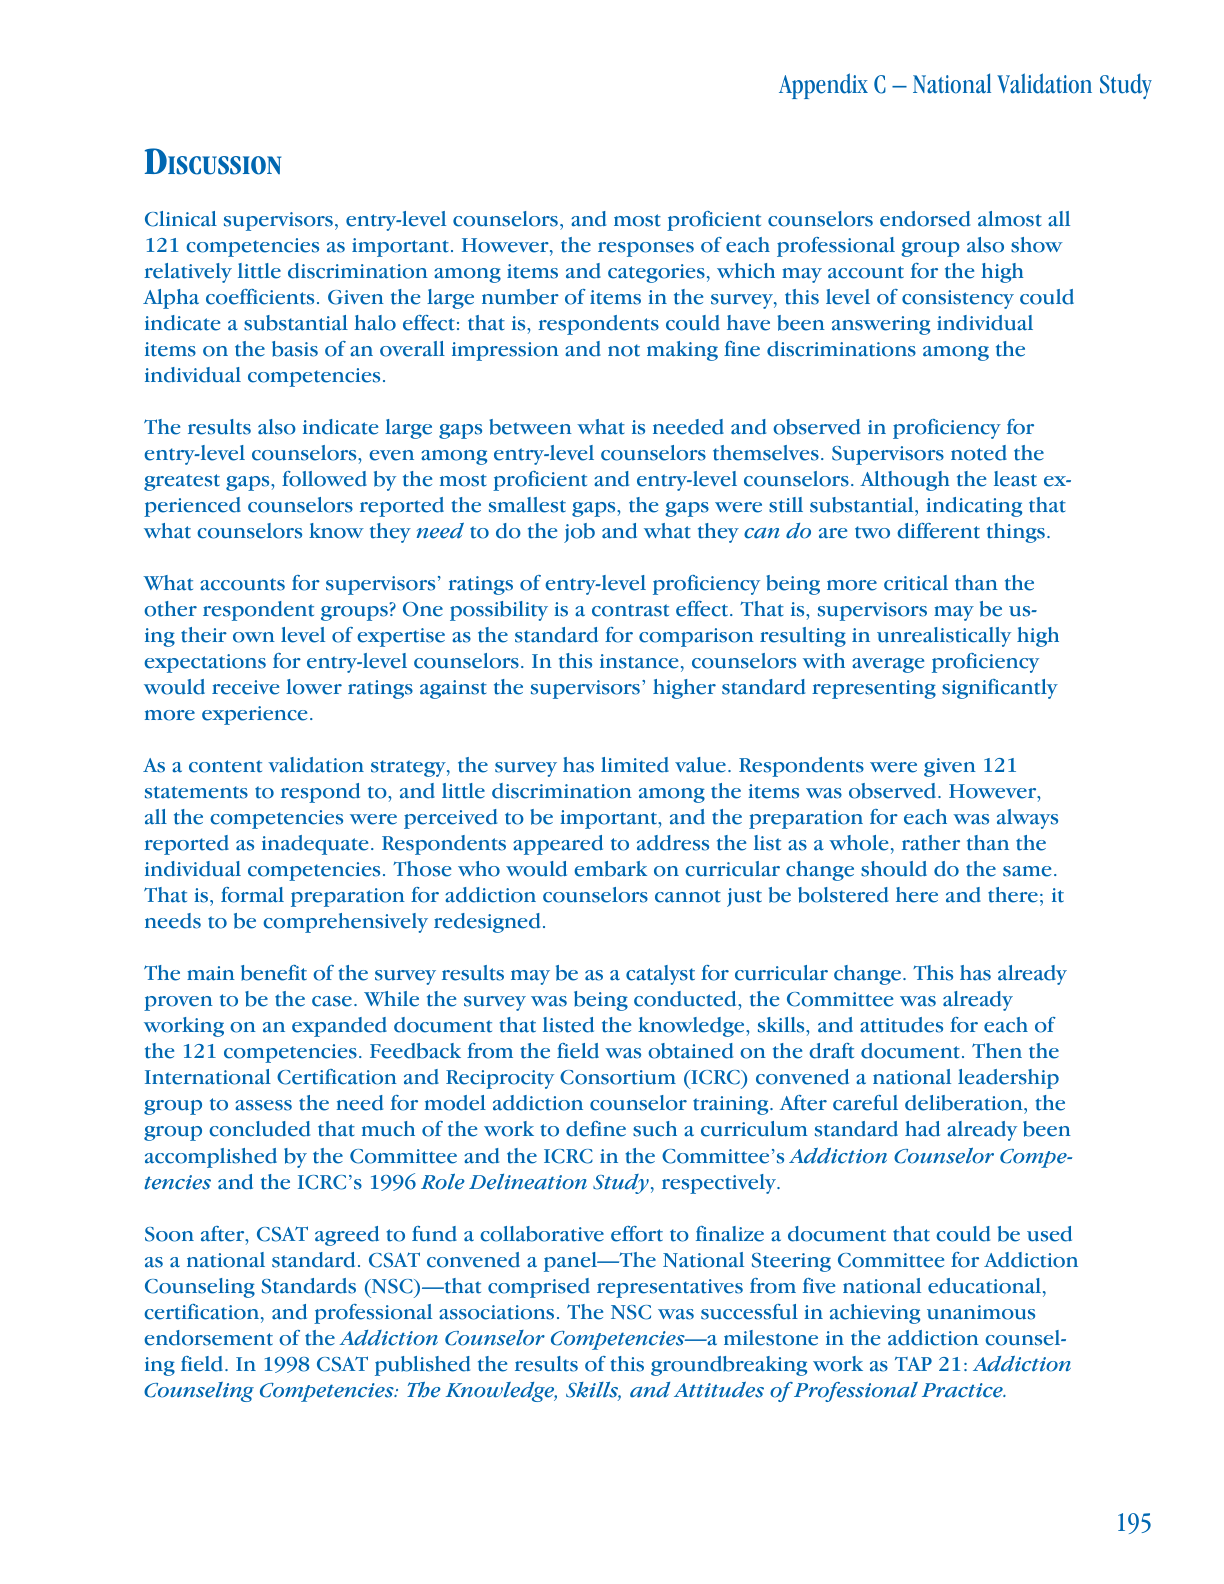 Appendix C – National Validation Study
Discussion
Clinical supervisors, entry-level counselors, and most proficient counselors endorsed almost all
121 competencies as important. However, the responses of each professional group also show
relatively little discrimination among items and categories, which may account for the high
Alpha coefficients. Given the large number of items in the survey, this level of consistency could
indicate a substantial halo effect: that is, respondents could have been answering individual
items on the basis of an overall impression and not making fine discriminations among the
individual competencies.
The results also indicate large gaps between what is needed and observed in proficiency for
entry-level counselors, even among entry-level counselors themselves. Supervisors noted the
greatest gaps, followed by the most proficient and entry-level counselors. Although the least ex-
perienced counselors reported the smallest gaps, the gaps were still substantial, indicating that
what counselors know they need to do the job and what they can do are two different things.
What accounts for supervisors’ ratings of entry-level proficiency being more critical than the
other respondent groups? One possibility is a contrast effect. That is, supervisors may be us-
ing their own level of expertise as the standard for comparison resulting in unrealistically high
expectations for entry-level counselors. In this instance, counselors with average proficiency
would receive lower ratings against the supervisors’ higher standard representing significantly
more experience.
As a content validation strategy, the survey has limited value. Respondents were given 121
statements to respond to, and little discrimination among the items was observed. However,
all the competencies were perceived to be important, and the preparation for each was always
reported as inadequate. Respondents appeared to address the list as a whole, rather than the
individual competencies. Those who would embark on curricular change should do the same.
That is, formal preparation for addiction counselors cannot just be bolstered here and there; it
needs to be comprehensively redesigned.
The main benefit of the survey results may be as a catalyst for curricular change. This has already
proven to be the case. While the survey was being conducted, the Committee was already
working on an expanded document that listed the knowledge, skills, and attitudes for each of
the 121 competencies. Feedback from the field was obtained on the draft document. Then the
International Certification and Reciprocity Consortium (ICRC) convened a national leadership
group to assess the need for model addiction counselor training. After careful deliberation, the
group concluded that much of the work to define such a curriculum standard had already been
accomplished by the Committee and the ICRC in the Committee’s Addiction Counselor Compe-
tencies and the ICRC’s 1996 Role Delineation Study, respectively.
Soon after, CSAT agreed to fund a collaborative effort to finalize a document that could be used
as a national standard. CSAT convened a panel—The National Steering Committee for Addiction
Counseling Standards (NSC)—that comprised representatives from five national educational,
certification, and professional associations. The NSC was successful in achieving unanimous
endorsement of the Addiction Counselor Competencies—a milestone in the addiction counsel-
ing field. In 1998 CSAT published the results of this groundbreaking work as TAP 21: Addiction
Counseling Competencies: The Knowledge, Skills, and Attitudes of Professional Practice.
195